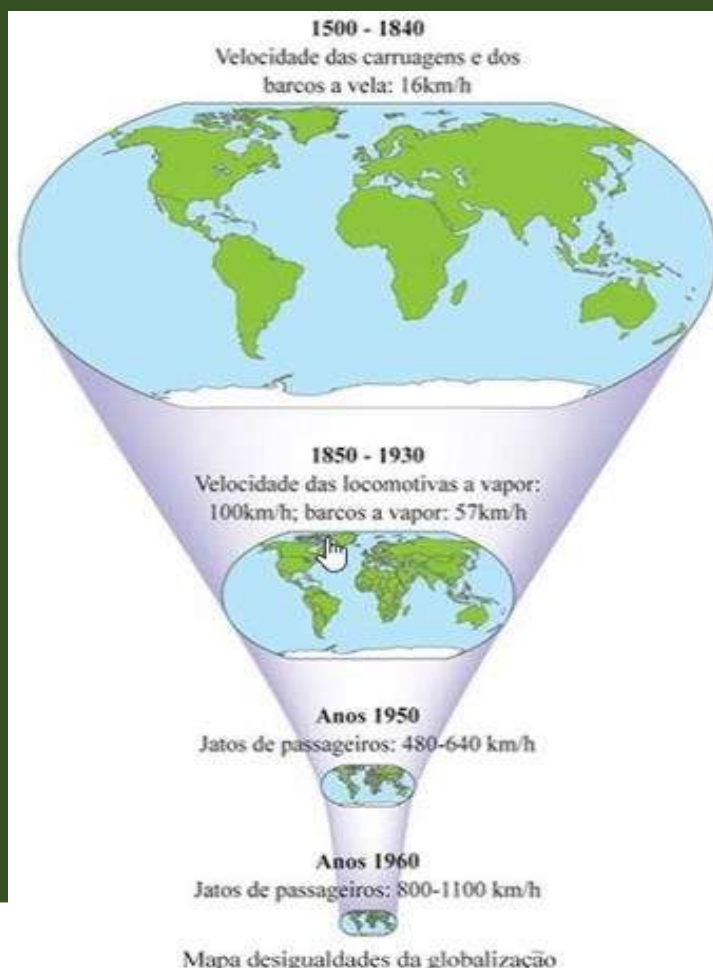 1500 - 1840
Velocidade das carruagens e dos
barcos a vela: 16km/h
1850 - 1930
Velocidade das locomotivas a vapor:
100km/h; barcos a vapor: 57km/h
Anos 1950
Jatos de passageiros: 480-640 km/h
Anos 1960
Jatos de passageiros: 800-1100 km/h
Mapa desigualdades da globalização